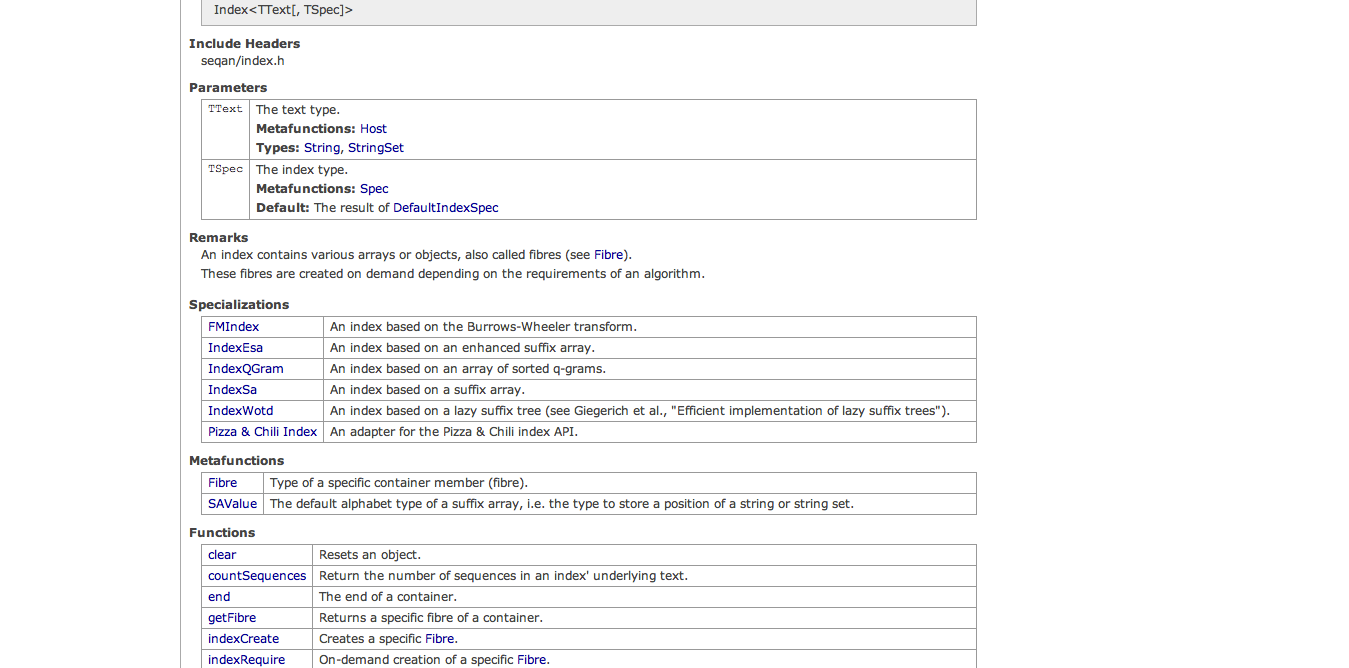 Index<TText[, TSpec]>
Include Headers
seqan/index.h
Parameters
TText The text type.
Metafunctions: Host
Types: String, StringSet
TSpec The index type.
Metafunctions: Spec
Default: The result of DefaultIndexSpec
Remarks
An index contains various arrays or objects, also called fibres (see Fibre).
These fibres are created on demand depending on the requirements of an algorithm.
Specializations
FMIndex An index based on the Burrows-Wheeler transform.
IndexEsa An index based on an enhanced suffix array.
IndexQGram An index based on an array of sorted q-grams.
IndexSa An index based on a suffix array.
IndexWotd An index based on a lazy suffix tree (see Giegerich et al., "Efficient implementation of lazy suffix trees").
Pizza & Chili Index An adapter for the Pizza & Chili index API.
Metafunctions
Fibre Type of a specific container member (fibre).
SAValue The default alphabet type of a suffix array, i.e. the type to store a position of a string or string set.
Functions
clear Resets an object.
countSequences Return the number of sequences in an index' underlying text.
end The end of a container.
getFibre Returns a specific fibre of a container.
indexCreate Creates a specific Fibre.
indexRequire On-demand creation of a specific Fibre.